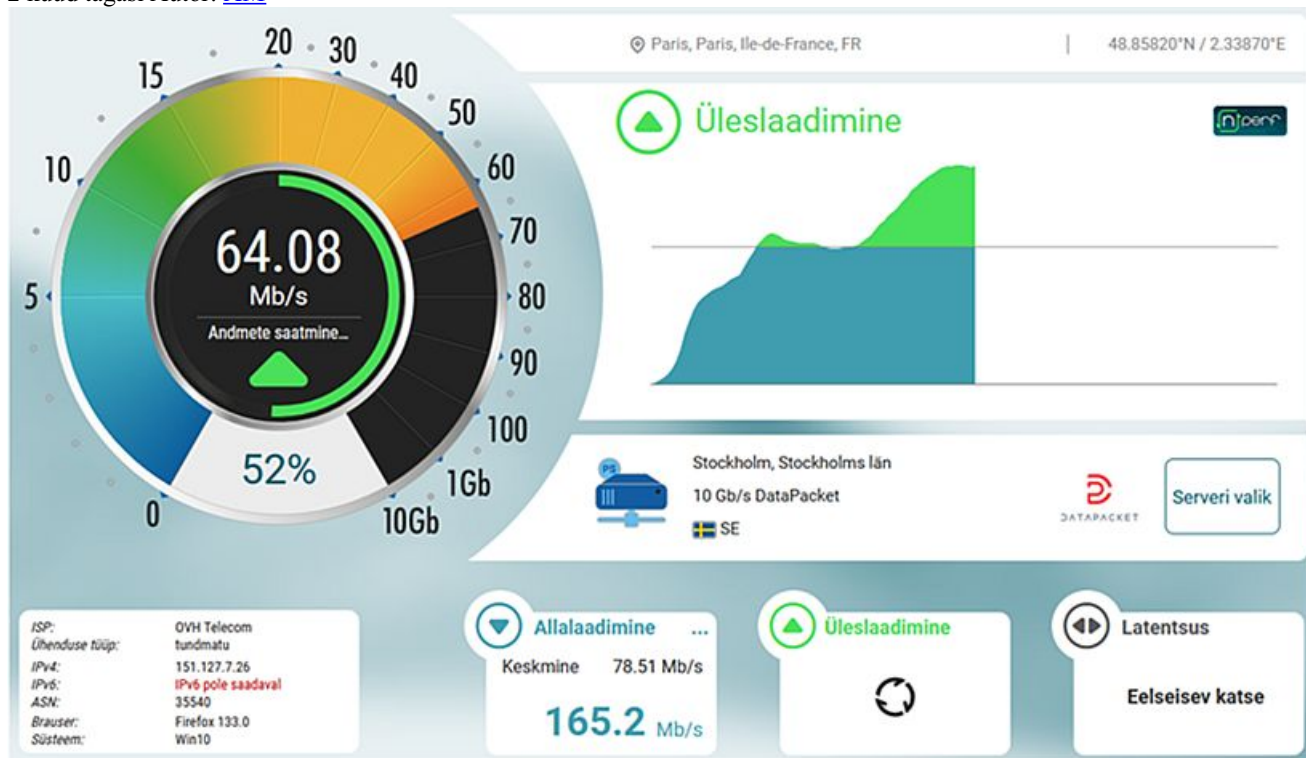 Paris, Paris, Ile-de-France, FR | 48.85820°N / 2.33870°E
0
5
10
15
20
30
40
50
60
70
80
90
100
1Gb
10Gb
64.08
Mb/s
Andmete saatmine...
52%
Üleslaadimine
nperf
Stockholm, Stockholms län
10 Gb/s DataPacket
SE
DATAPACKET
Serveri valik
PS
ISP: OVH Telecom
Ühenduse tüüp: tundmatu
IPv4: 151.127.7.26
IPv6: IPv6 pole saadaval
ASN: 35540
Brauser: Firefox 133.0
Süsteem: Win10
Allalaadimine ...
Keskmine 78.51 Mb/s
165.2 Mb/s
Üleslaadimine
Latentsus
Eelseisev katse